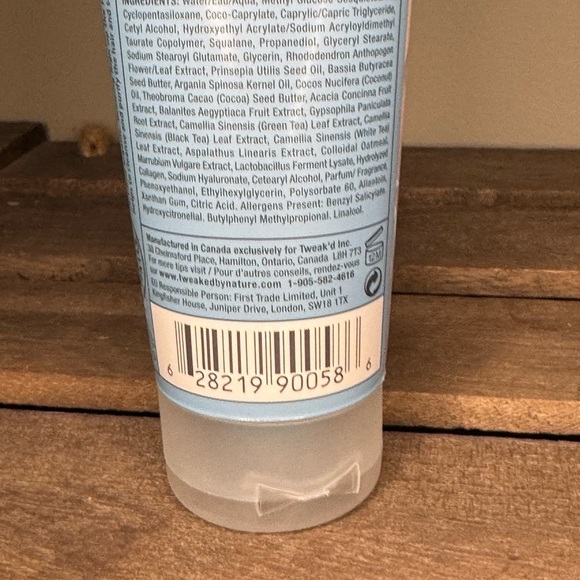 INGREDIENTS: Water/Eau/Aqua, Methyl Glucose
Cyclopentasiloxane, Coco-Caprylate, Caprylic/Capric Triglyceride,
Cetyl Alcohol, Hydroxyethyl Acrylate/Sodium Acryloyldimethyl
Taurate Copolymer, Squalane, Propanediol, Glyceryl Stearate,
Sodium Stearoyl Glutamate, Glycerin, Rhododendron Anthopogon
Flower/Leaf Extract, Prinsepia Utilis Seed Oil, Bassia Butyracea
Seed Butter, Argania Spinosa Kernel Oil, Cocos Nucifera (Coconut)
Oil, Theobroma Cacao (Cocoa) Seed Butter, Acacia Concinna Fruit
Extract, Balanites Aegyptiaca Fruit Extract, Gypsophila Paniculata
Root Extract, Camellia Sinensis (Green Tea) Leaf Extract, Camellia
Sinensis (Black Tea) Leaf Extract, Camellia Sinensis (White Tea)
Leaf Extract, Aspalathus Linearis Extract, Colloidal Oatmeal,
Marrubium Vulgare Extract, Lactobacillus Ferment Lysate, Hydrolyzed
Collagen, Sodium Hyaluronate, Cetearyl Alcohol, Parfum/ Fragrance,
Phenoxyethanol, Ethylhexylglycerin, Polysorbate 60, Allantoin,
Xanthan Gum, Citric Acid. Allergens Present: Benzyl Salicylate,
Hydroxycitronellal, Butylphenyl Methylpropional, Linalool.
Manufactured in Canada exclusively for Tweak'd Inc.
30 Chelmsford Place, Hamilton, Ontario, Canada L8H 7T3
For more tips visit / Pour d'autres conseils, rendez-vous
sur www.tweakedbynature.com 1-905-582-4616
EU Responsible Person: First Trade Limited, Unit 1
Kingfisher House, Juniper Drive, London, SW18 1TX
12M
6 28219 90058 6